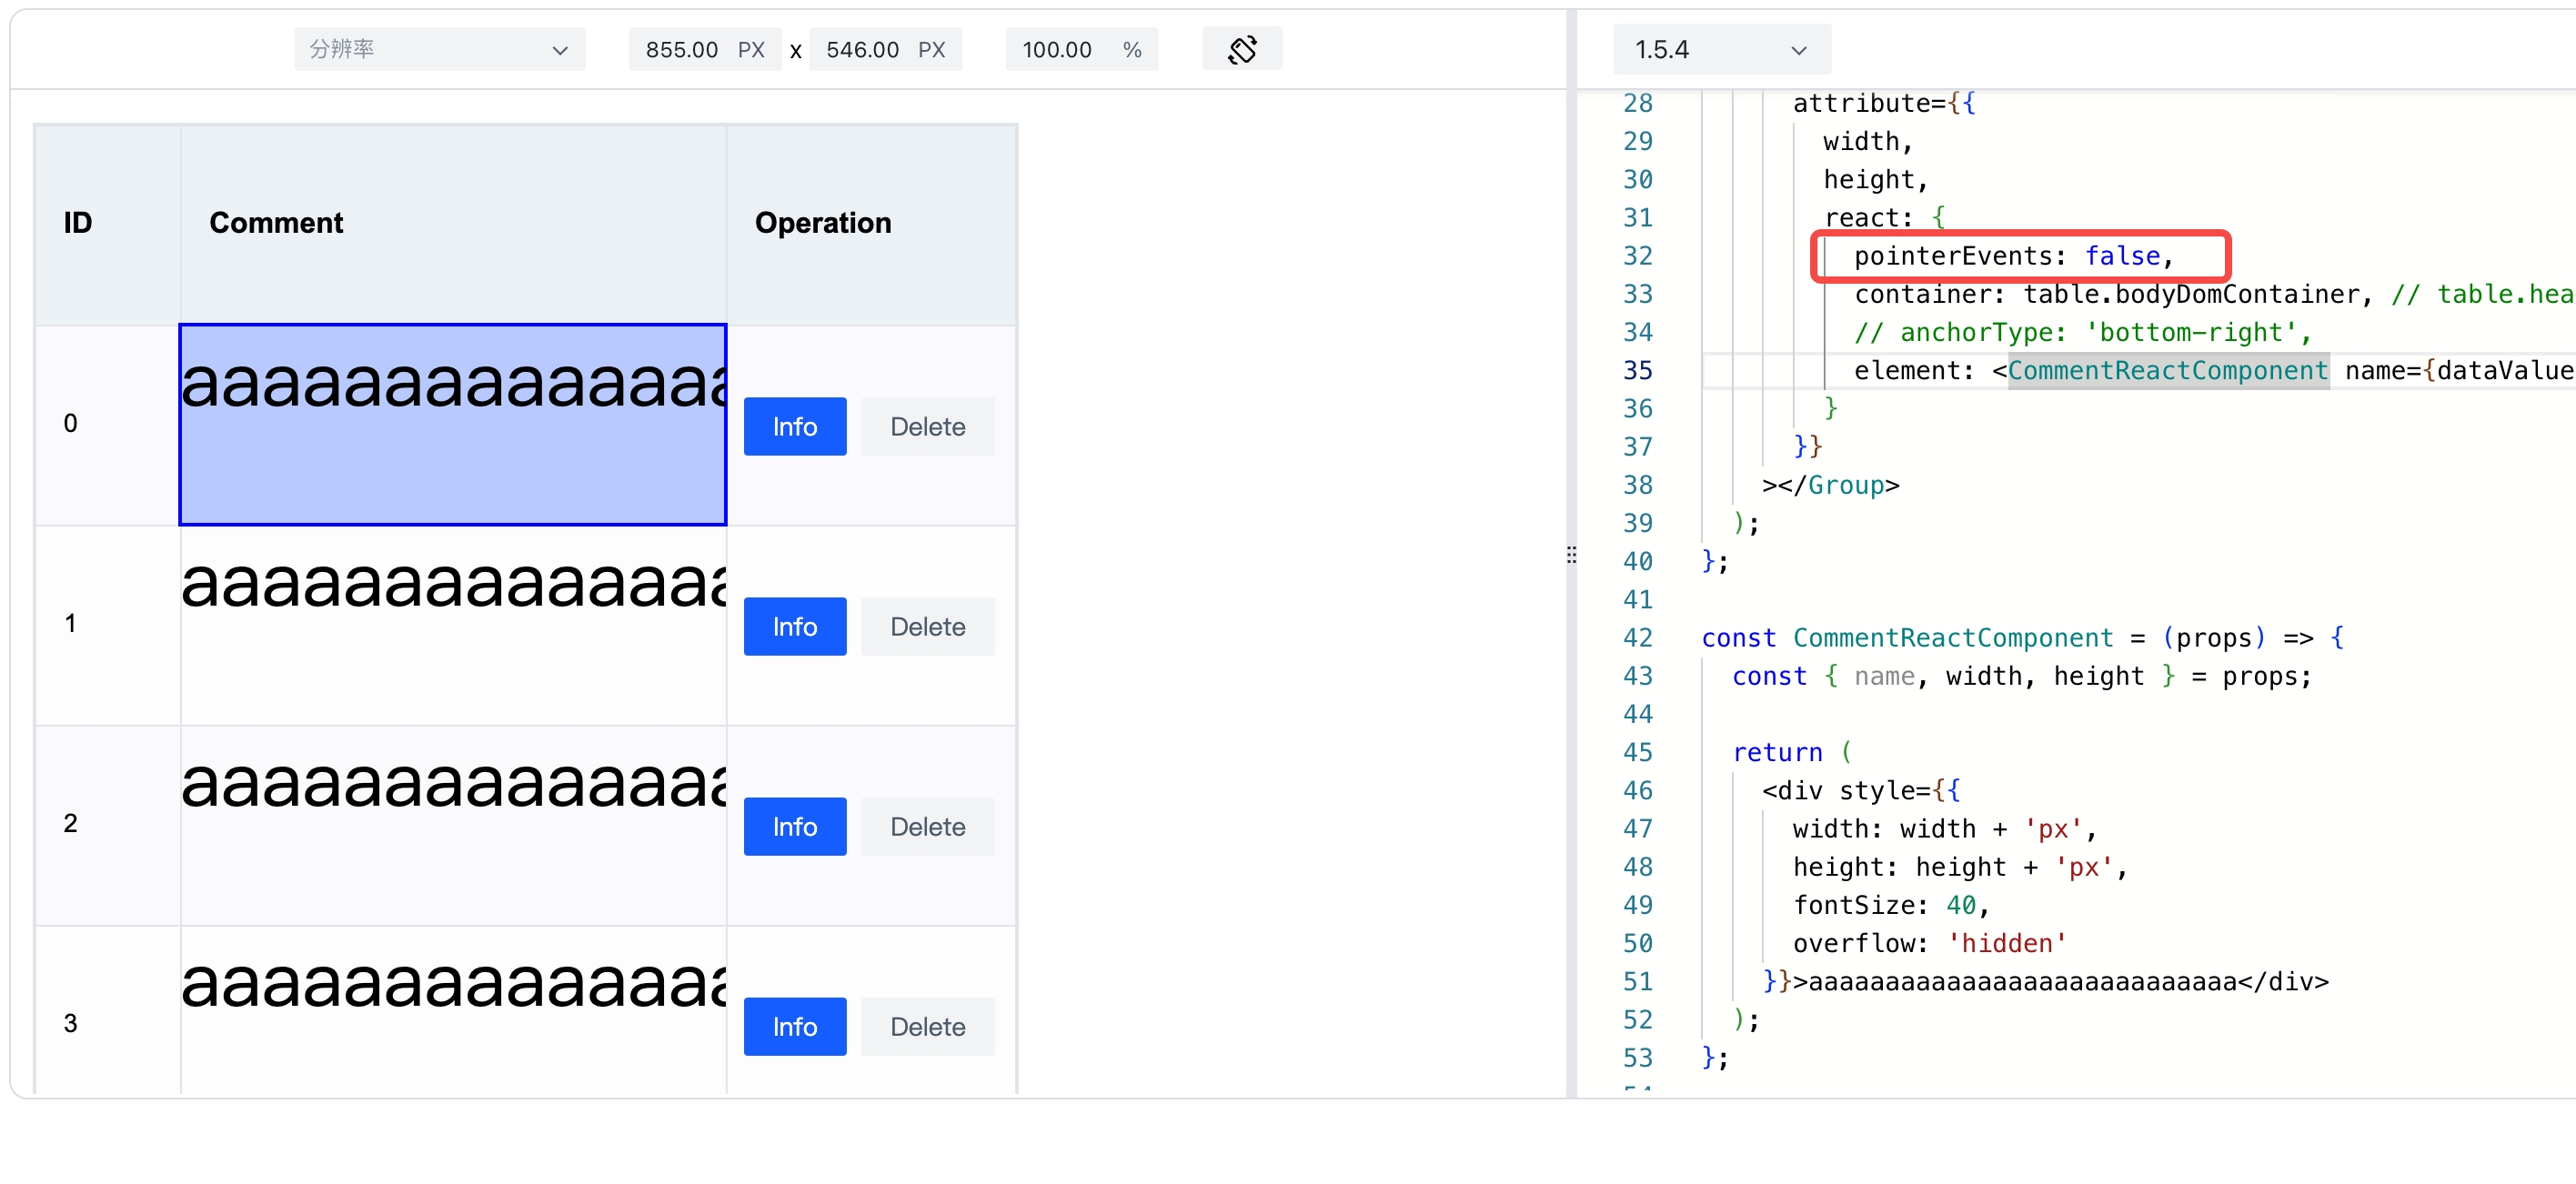 分辨率
855.00 PX x 546.00 PX
100.00 %
ID Comment Operation
0 aaaaaaaaaaaaaa Info Delete
1 aaaaaaaaaaaaaa Info Delete
2 aaaaaaaaaaaaaa Info Delete
3 aaaaaaaaaaaaaa Info Delete
1.5.4
28 attribute={{
29 width,
30 height,
31 react: {
32 pointerEvents: false,
33 container: table.bodyDomContainer, // table.hea
34 // anchorType: 'bottom-right',
35 element: <CommentReactComponent name={dataValue
36 }
37 }}
38 ></Group>
39 );
40 };
41
42 const CommentReactComponent = (props) => {
43 const { name, width, height } = props;
44
45 return (
46 <div style={{
47 width: width + 'px',
48 height: height + 'px',
49 fontSize: 40,
50 overflow: 'hidden'
51 }}>aaaaaaaaaaaaaaaaaaaaaaaaaaaa</div>
52 );
53 };